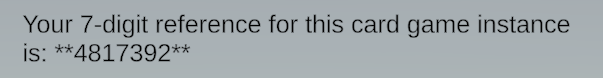 Your 7-digit reference for this card game instance
is: **4817392**